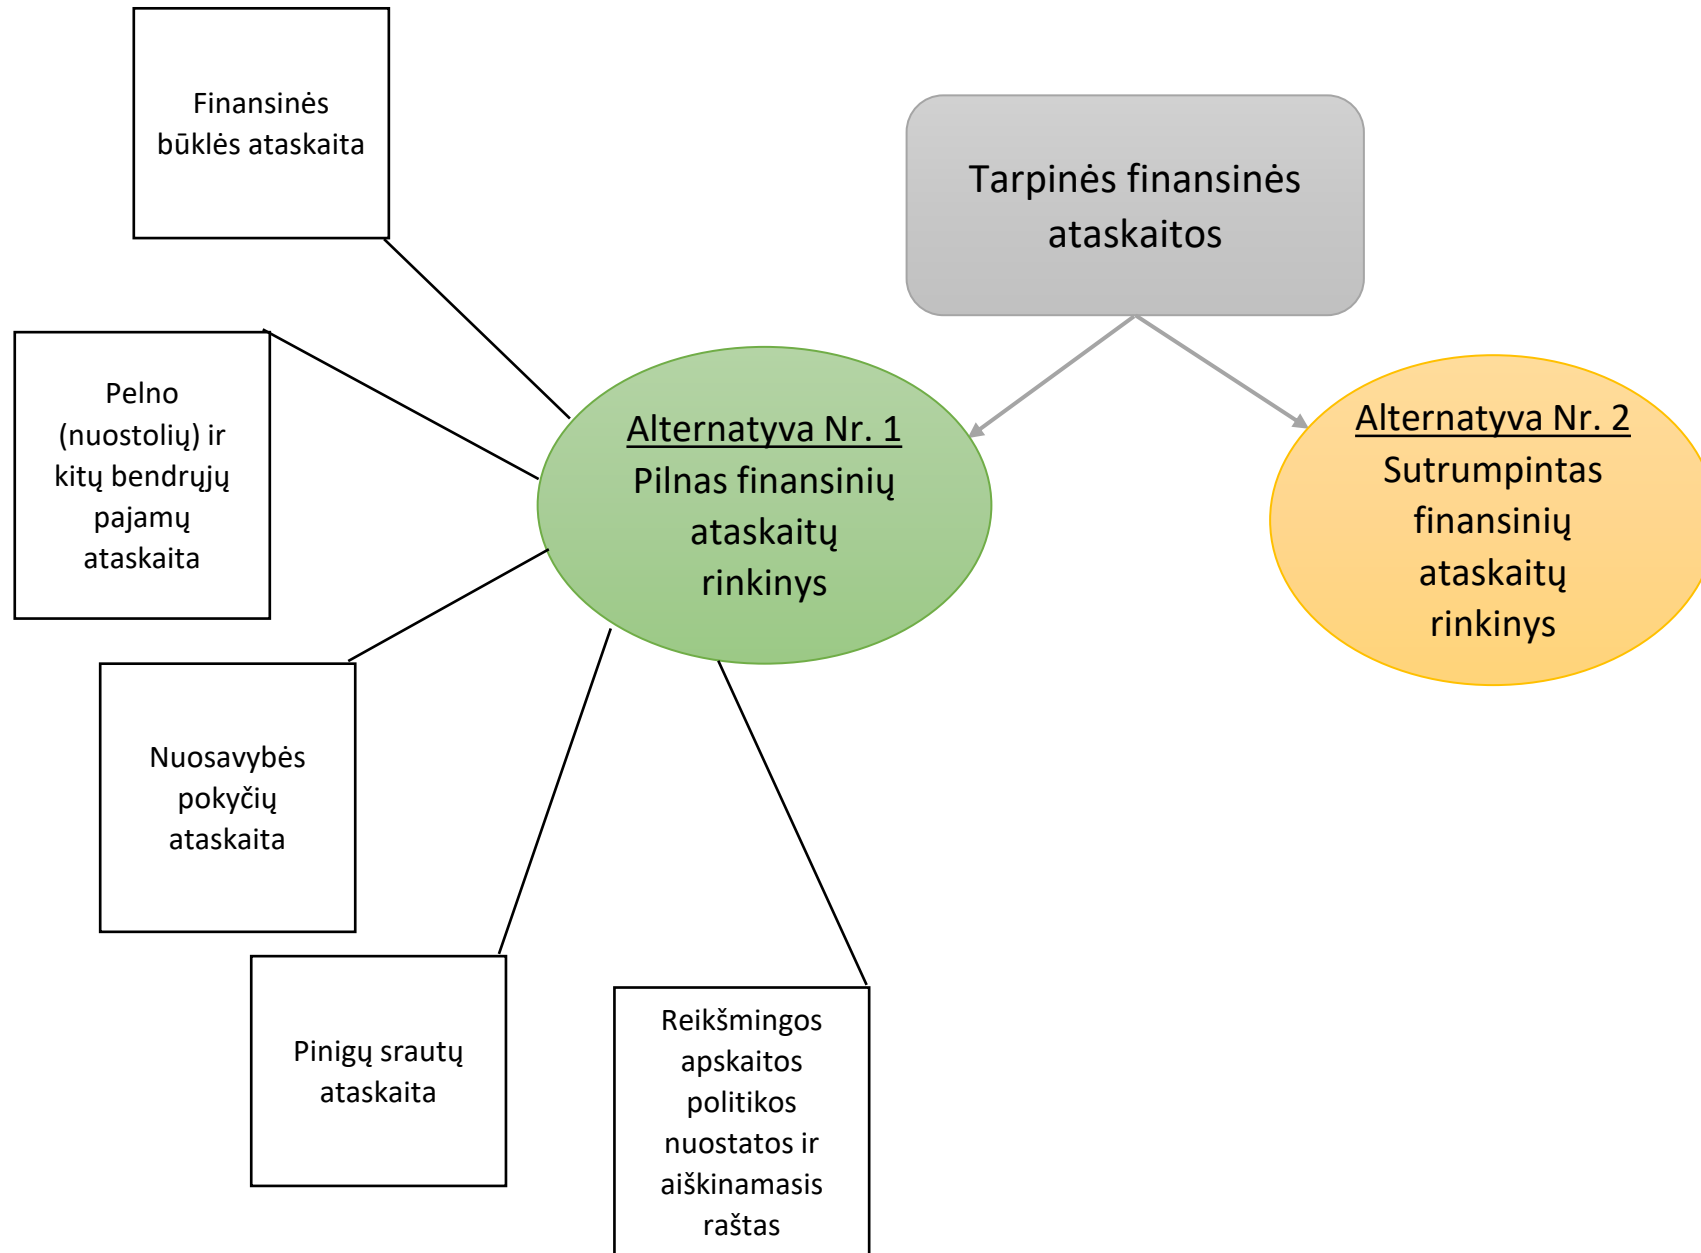 Finansinės
būklės ataskaita
Tarpinės finansinės
ataskaitos
Pelno
(nuostolių) ir
kitų bendrųjų
pajamų
ataskaita
Alternatyva Nr. 1
Pilnas finansinių
ataskaitų
rinkinys
Alternatyva Nr. 2
Sutrumpintas
finansinių
ataskaitų
rinkinys
Nuosavybės
pokyčių
ataskaita
Pinigų srautų
ataskaita
Reikšmingos
apskaitos
politikos
nuostatos ir
aiškinamasis
raštas